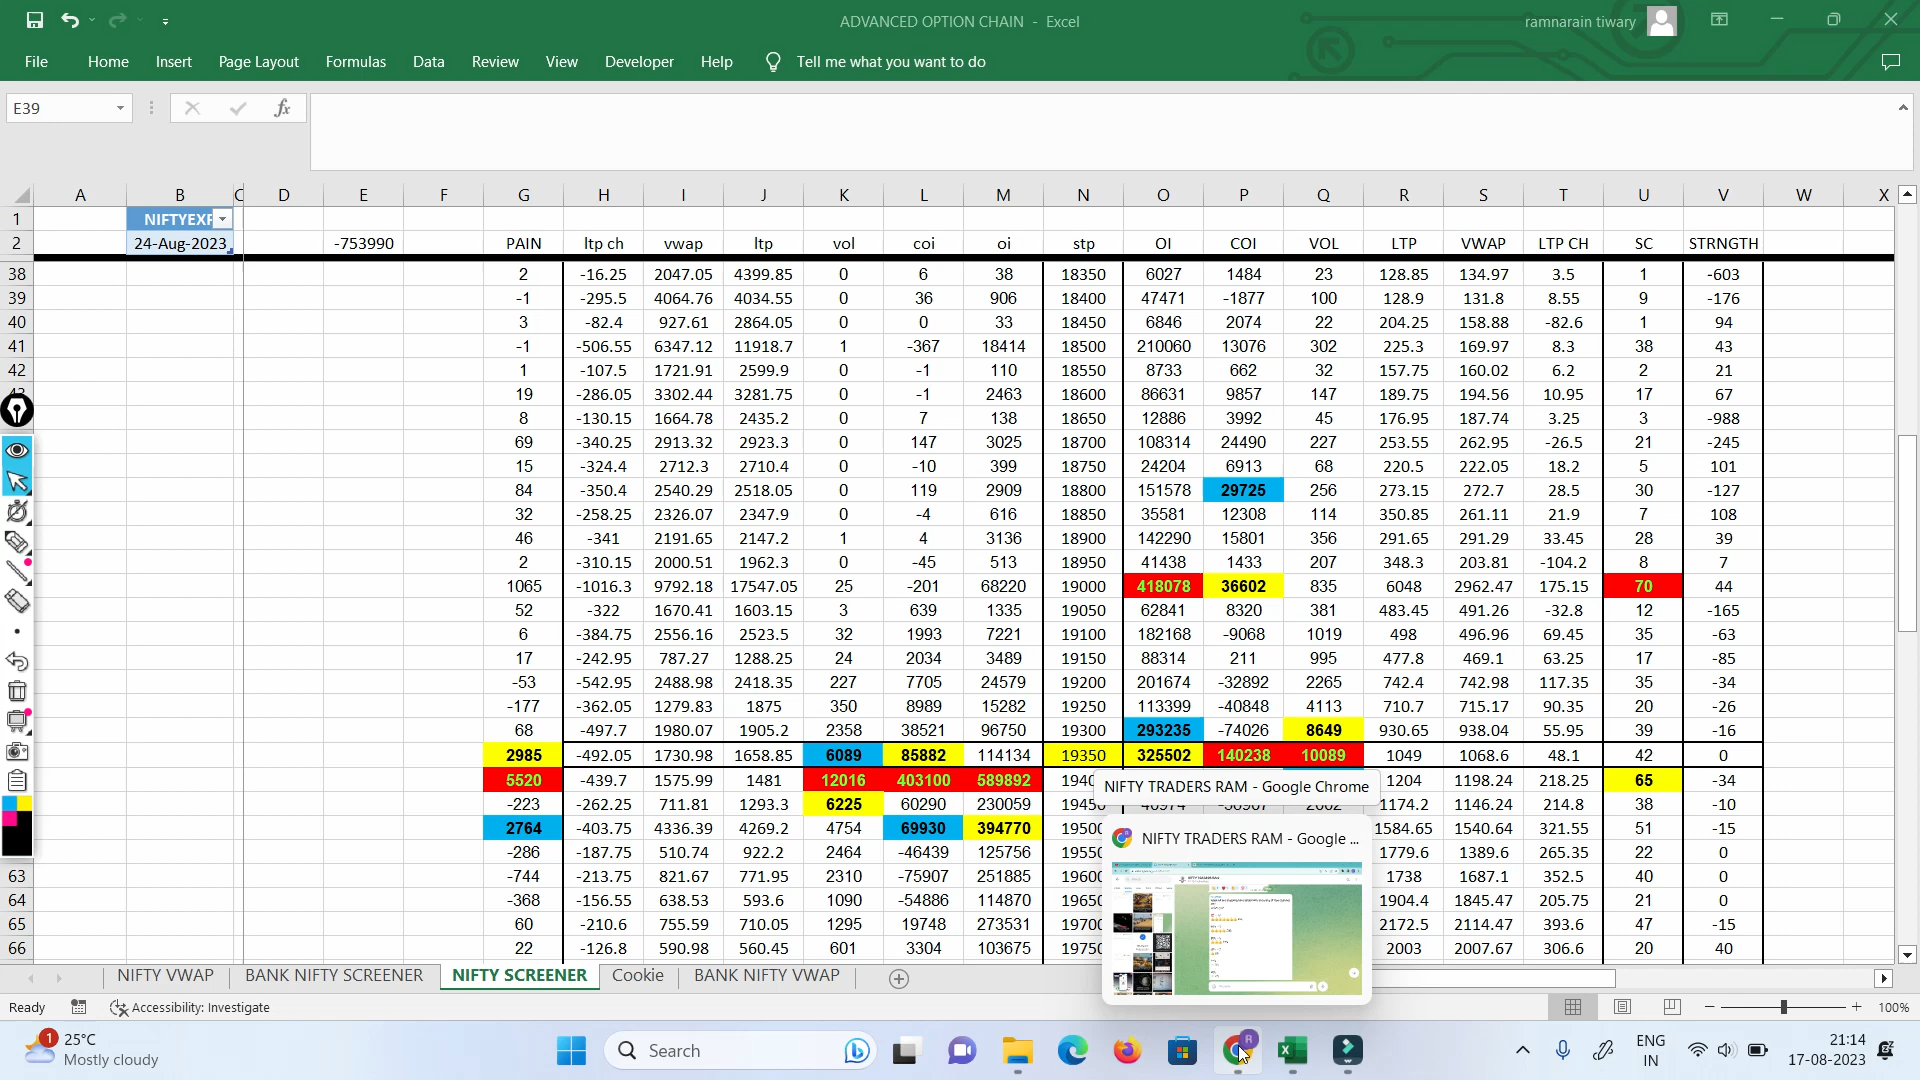 ADVANCED OPTION CHAIN - Excel
ramnarain tiwary
File Home Insert Page Layout Formulas Data Review View Developer Help Tell me what you want to do
E39
fx
A B C D E F G H I J K L M N O P Q R S T U V W X
1 NIFTYEXP
2 24-Aug-2023 -753990 PAIN ltp ch vwap ltp vol coi oi stp OI COI VOL LTP VWAP LTP CH SC STRNGTH
38 2 -16.25 2047.05 4399.85 0 6 38 18350 6027 1484 23 128.85 134.97 3.5 1 -603
39 -1 -295.5 4064.76 4034.55 0 36 906 18400 47471 -1877 100 128.9 131.8 8.55 9 -176
40 3 -82.4 927.61 2864.05 0 0 33 18450 6846 2074 22 204.25 158.88 -82.6 1 94
41 -1 -506.55 6347.12 11918.7 1 -367 18414 18500 210060 13076 302 225.3 169.97 8.3 38 43
42 1 -107.5 1721.91 2599.9 0 -1 110 18550 8733 662 32 157.75 160.02 6.2 2 21
19 -286.05 3302.44 3281.75 0 -1 2463 18600 86631 9857 147 189.75 194.56 10.95 17 67
8 -130.15 1664.78 2435.2 0 7 138 18650 12886 3992 45 176.95 187.74 3.25 3 -988
69 -340.25 2913.32 2923.3 0 147 3025 18700 108314 24490 227 253.55 262.95 -26.5 21 -245
15 -324.4 2712.3 2710.4 0 -10 399 18750 24204 6913 68 220.5 222.05 18.2 5 101
84 -350.4 2540.29 2518.05 0 119 2909 18800 151578 29725 256 273.15 272.7 28.5 30 -127
32 -258.25 2326.07 2347.9 0 -4 616 18850 35581 12308 114 350.85 261.11 21.9 7 108
46 -341 2191.65 2147.2 1 4 3136 18900 142290 15801 356 291.65 291.29 33.45 28 39
2 -310.15 2000.51 1962.3 0 -45 513 18950 41438 1433 207 348.3 203.81 -104.2 8 7
1065 -1016.3 9792.18 17547.05 25 -201 68220 19000 418078 36602 835 6048 2962.47 175.15 70 44
52 -322 1670.41 1603.15 3 639 1335 19050 62841 8320 381 483.45 491.26 -32.8 12 -165
6 -384.75 2556.16 2523.5 32 1993 7221 19100 182168 -9068 1019 498 496.96 69.45 35 -63
17 -242.95 787.27 1288.25 24 2034 3489 19150 88314 211 995 477.8 469.1 63.25 17 -85
-53 -542.95 2488.98 2418.35 227 7705 24579 19200 201674 -32892 2265 742.4 742.98 117.35 35 -34
-177 -362.05 1279.83 1875 350 8989 15282 19250 113399 -40848 4113 710.7 715.17 90.35 20 -26
68 -497.7 1980.07 1905.2 2358 38521 96750 19300 293235 -74026 8649 930.65 938.04 55.95 39 -16
2985 -492.05 1730.98 1658.85 6089 85882 114134 19350 325502 140238 10089 1049 1068.6 48.1 42 0
5520 -439.7 1575.99 1481 12016 403100 589892 1940 1204 1198.24 218.25 65 -34
NIFTY TRADERS RAM - Google Chrome
-223 -262.25 711.81 1293.3 6225 60290 230059 1945 1174.2 1146.24 214.8 38 -10
2764 -403.75 4336.39 4269.2 4754 69930 394770 1950 1584.65 1540.64 321.55 51 -15
NIFTY TRADERS RAM - Google ...
-286 -187.75 510.74 922.2 2464 -46439 125756 1955 1779.6 1389.6 265.35 22 0
63 -744 -213.75 821.67 771.95 2310 -75907 251885 1960 1738 1687.1 352.5 40 0
64 -368 -156.55 638.53 593.6 1091 -54886 114870 1965 1904.4 1845.47 205.75 21 0
65 60 -210.6 755.59 710.05 1295 19748 273531 1970 2172.5 2114.47 393.6 47 -15
66 22 -126.8 590.98 560.45 601 3304 103675 1975 2003 2007.67 306.6 20 40
NIFTY VWAP BANK NIFTY SCREENER NIFTY SCREENER Cookie BANK NIFTY VWAP
Ready Accessibility: Investigate 100%
1 25°C
Mostly cloudy
Search
R
ENG
IN
21:14
17-08-2023